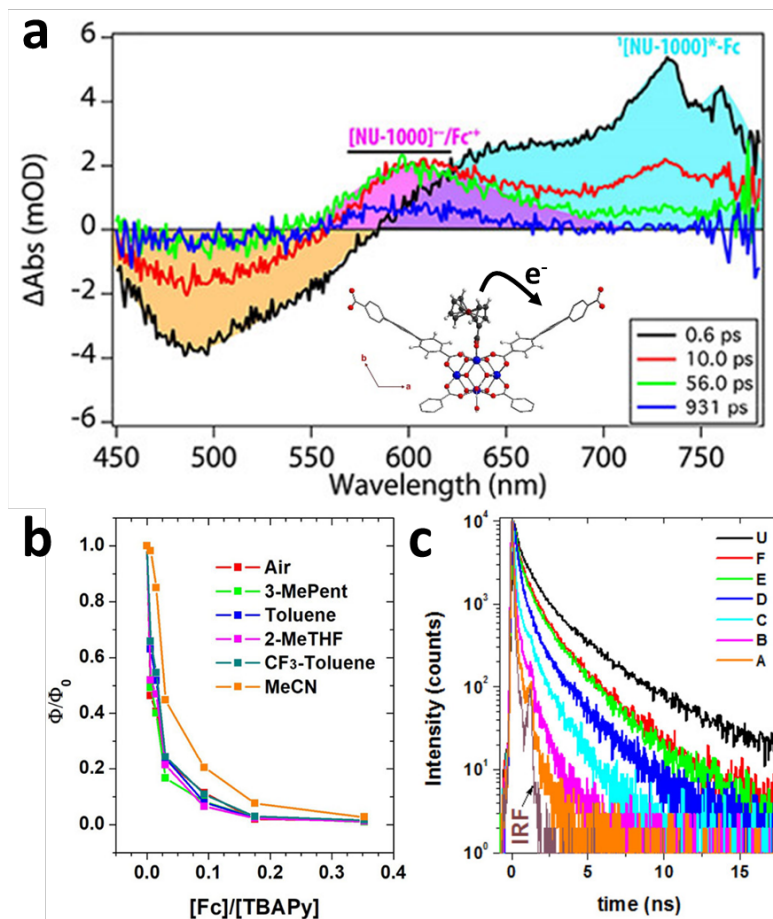 a
¹[NU-1000]*-Fc
[NU-1000]•−/Fc•+
e⁻
b
a
0.6 ps
10.0 ps
56.0 ps
931 ps
6
4
2
0
-2
-4
-6
ΔAbs (mOD)
450 500 550 600 650 700 750
Wavelength (nm)
b
Air
3-MePent
Toluene
2-MeTHF
CF₃-Toluene
MeCN
1.0
0.8
0.6
0.4
0.2
0.0
Φ/Φ₀
0.0 0.1 0.2 0.3 0.4
[Fc]/[TBAPy]
c
U
F
E
D
C
B
A
IRF
10⁴
10³
10²
10¹
10⁰
Intensity (counts)
0 5 10 15
time (ns)